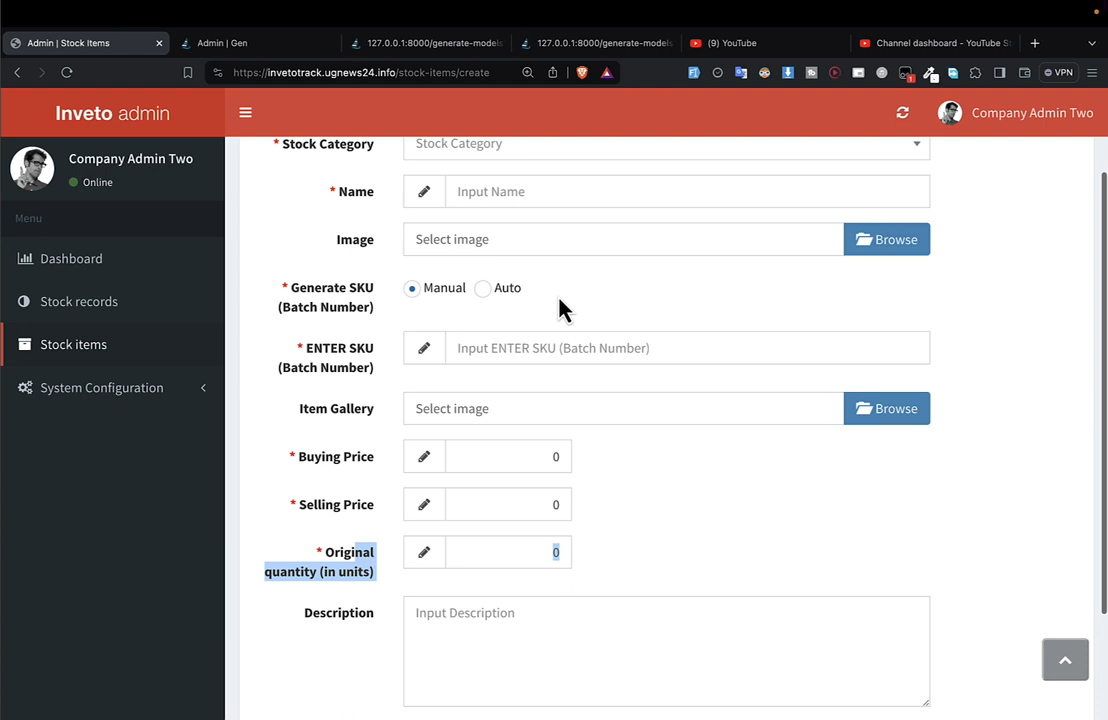 Admin | Stock Items
Admin | Gen
127.0.0.1:8000/generate-models
127.0.0.1:8000/generate-models
(9) YouTube
Channel dashboard - YouTube St
https://invetotrack.ugnews24.info/stock-items/create
1
VPN
Inveto admin
Company Admin Two
Company Admin Two
Online
Menu
Dashboard
Stock records
Stock items
System Configuration
* Stock Category
Stock Category
* Name
Input Name
Image
Select image
Browse
* Generate SKU
(Batch Number)
Manual
Auto
* ENTER SKU
(Batch Number)
Input ENTER SKU (Batch Number)
Item Gallery
Select image
Browse
* Buying Price
0
* Selling Price
0
* Original
quantity (in units)
0
Description
Input Description